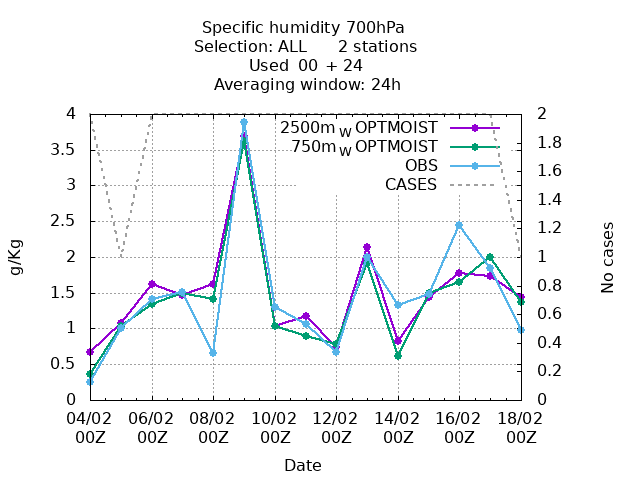 Specific humidity 700hPa
Selection: ALL 2 stations
Used 00 + 24
Averaging window: 24h
g/Kg
4
3.5
3
2.5
2
1.5
1
0.5
0
2500m W OPTMOIST
750m W OPTMOIST
OBS
CASES
2
1.8
1.6
1.4
1.2
1
0.8
0.6
0.4
0.2
0
No cases
04/02 06/02 08/02 10/02 12/02 14/02 16/02 18/02
00Z 00Z 00Z 00Z 00Z 00Z 00Z 00Z
Date